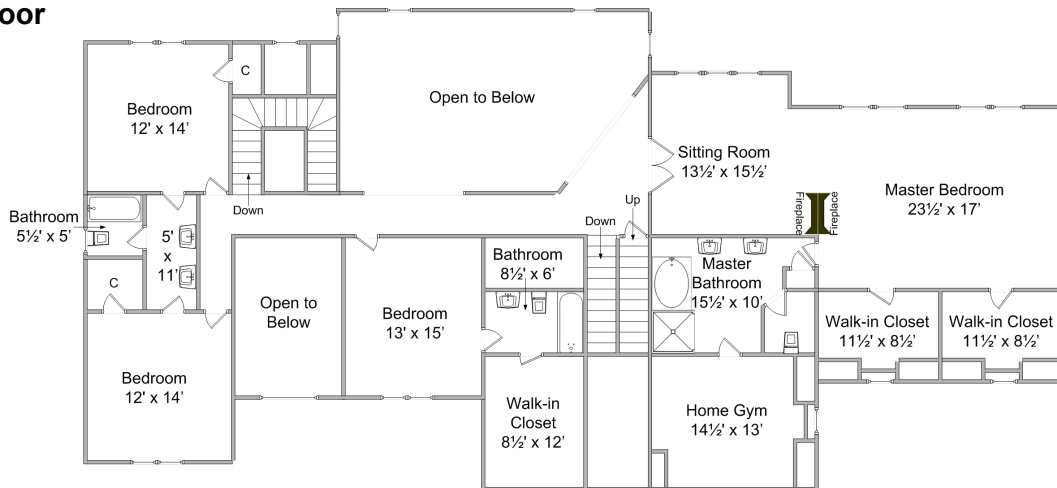 oor
C
Bedroom
12' x 14’
Open to Below
Sitting Room
13½' x 15½’
Master Bedroom
23½' x 17’
Fireplace
Fireplace
Down
Up
Down
Bathroom
5½' x 5’
5'
x
11’
C
Bathroom
8½' x 6’
Master
Bathroom
15½' x 10’
Open to
Below
Bedroom
13' x 15’
Walk-in Closet
11½' x 8½’
Walk-in Closet
11½' x 8½’
Bedroom
12' x 14’
Walk-in
Closet
8½' x 12’
Home Gym
14½' x 13’